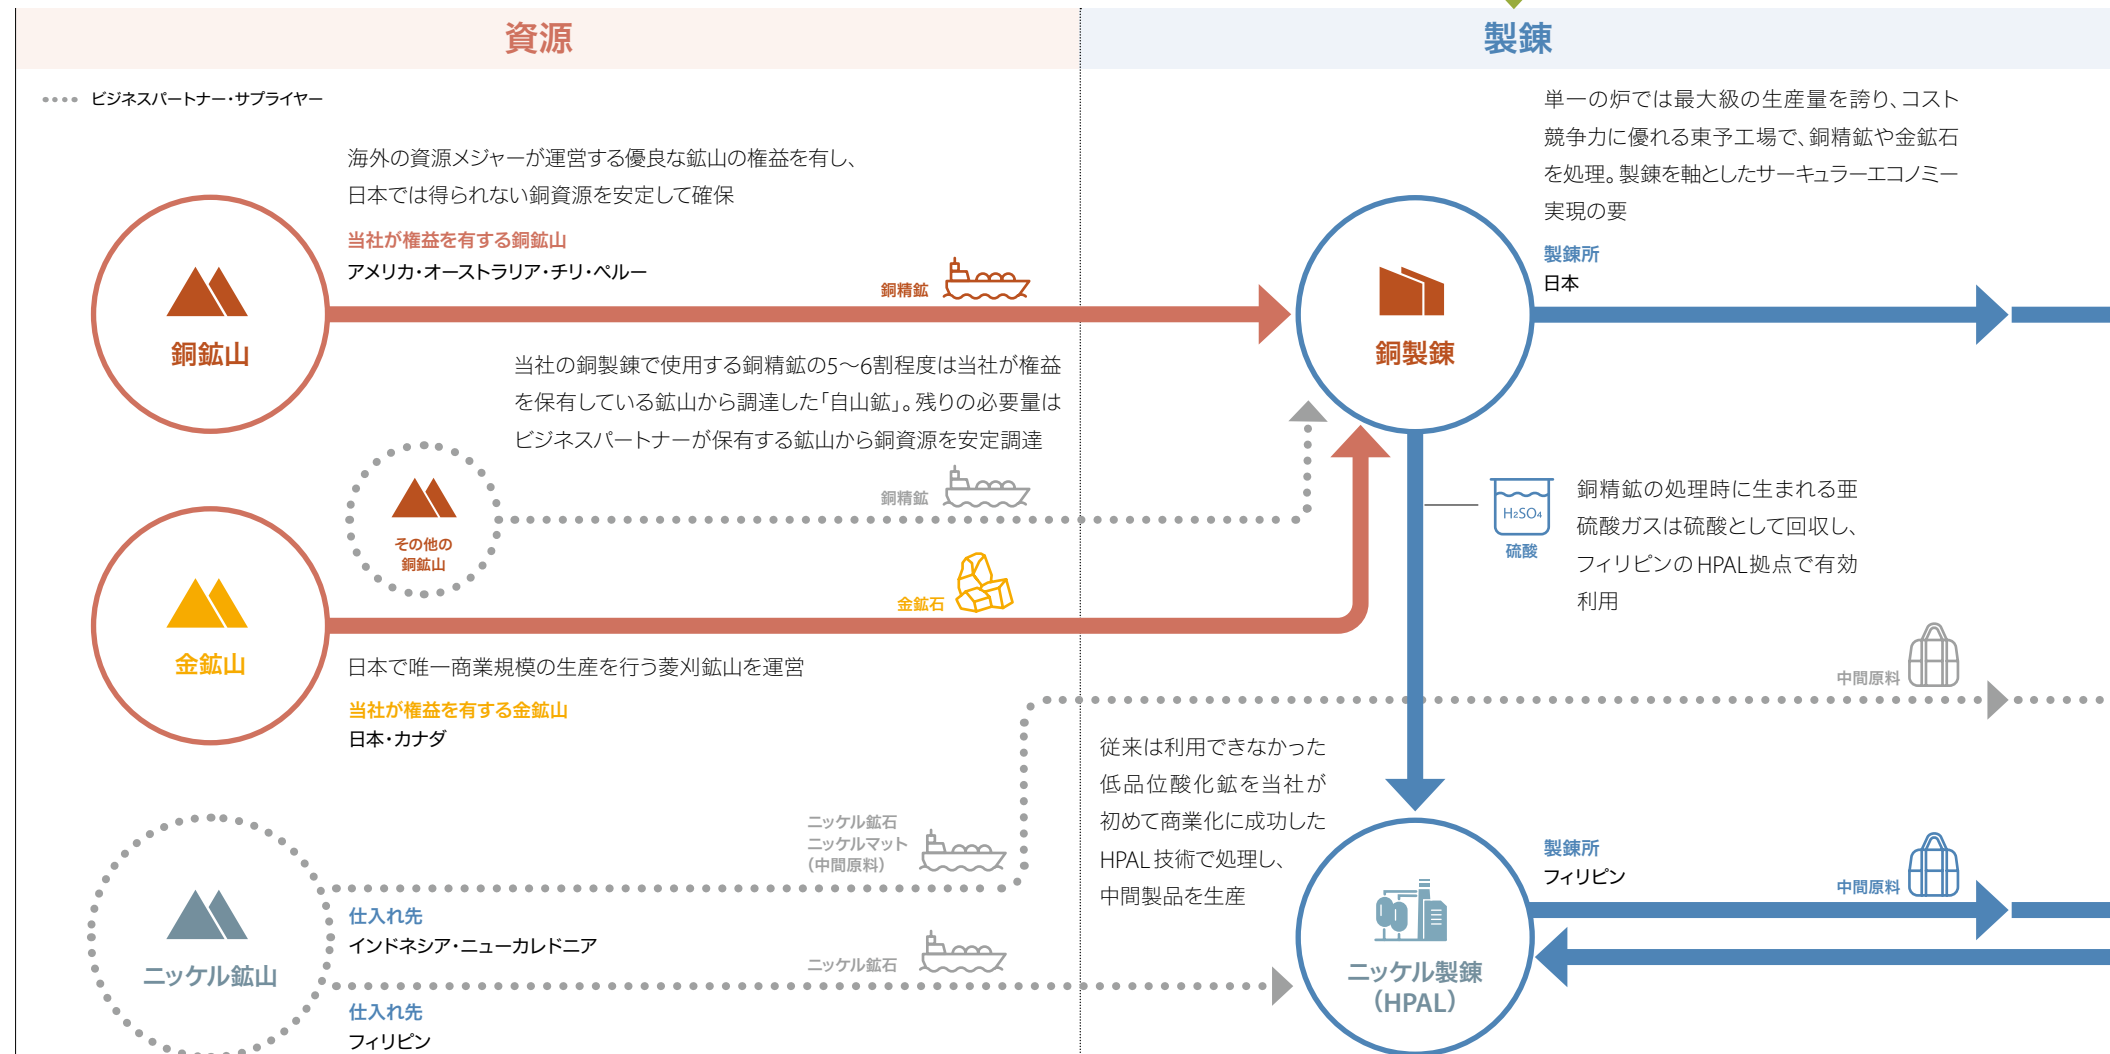 資源
製錬
ビジネスパートナー・サプライヤー
海外の資源メジャーが運営する優良な鉱山の権益を有し、
日本では得られない銅資源を安定して確保
当社が権益を有する銅鉱山
アメリカ・オーストラリア・チリ・ペルー
銅精鉱
銅鉱山
当社の銅製錬で使用する銅精鉱の5～6割程度は当社が権益
を保有している鉱山から調達した「自山鉱」。残りの必要量は
ビジネスパートナーが保有する鉱山から銅資源を安定調達
銅精鉱
その他の
銅鉱山
金鉱石
金鉱山
日本で唯一商業規模の生産を行う菱刈鉱山を運営
当社が権益を有する金鉱山
日本・カナダ
ニッケル鉱石
ニッケルマット
（中間原料）
仕入れ先
インドネシア・ニューカレドニア
ニッケル鉱山
ニッケル鉱石
仕入れ先
フィリピン
単一の炉では最大級の生産量を誇り、コスト
競争力に優れる東予工場で、銅精鉱や金鉱石
を処理。製錬を軸としたサーキュラーエコノミー
実現の要
製錬所
日本
銅製錬
H₂SO₄
硫酸
銅精鉱の処理時に生まれる亜
硫酸ガスは硫酸として回収し、
フィリピンのHPAL拠点で有効
利用
中間原料
従来は利用できなかった
低品位酸化鉱を当社が
初めて商業化に成功した
HPAL技術で処理し、
中間製品を生産
製錬所
フィリピン
中間原料
ニッケル製錬
（HPAL）